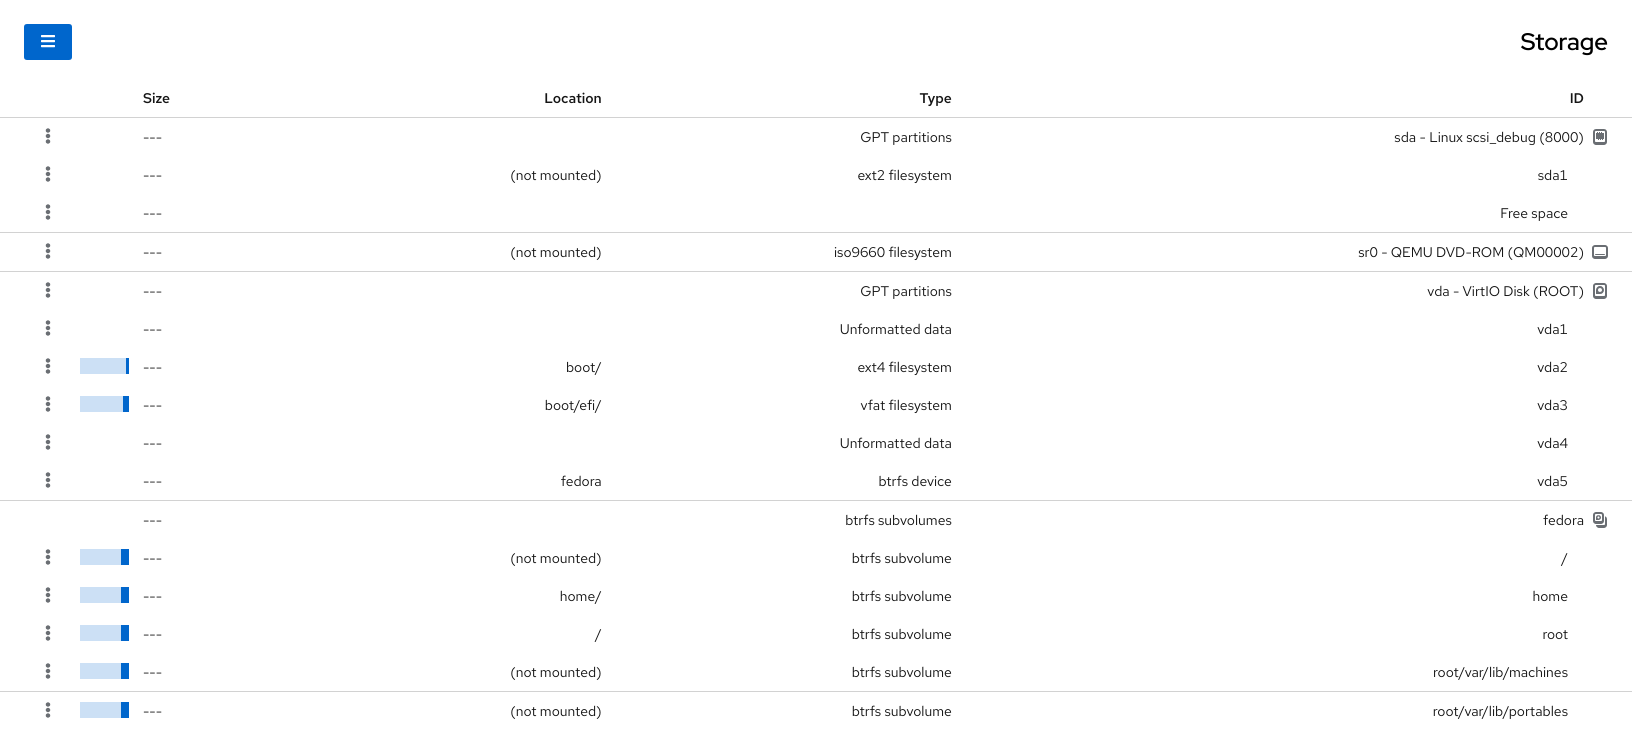 Storage
Size Location Type ID
--- GPT partitions sda - Linux scsi_debug (8000)
--- (not mounted) ext2 filesystem sda1
--- Free space
--- (not mounted) iso9660 filesystem sr0 - QEMU DVD-ROM (QM00002)
--- GPT partitions vda - VirtIO Disk (ROOT)
--- Unformatted data vda1
--- boot/ ext4 filesystem vda2
--- boot/efi/ vfat filesystem vda3
--- Unformatted data vda4
--- fedora btrfs device vda5
--- btrfs subvolumes fedora
--- (not mounted) btrfs subvolume /
--- home/ btrfs subvolume home
--- / btrfs subvolume root
--- (not mounted) btrfs subvolume root/var/lib/machines
--- (not mounted) btrfs subvolume root/var/lib/portables